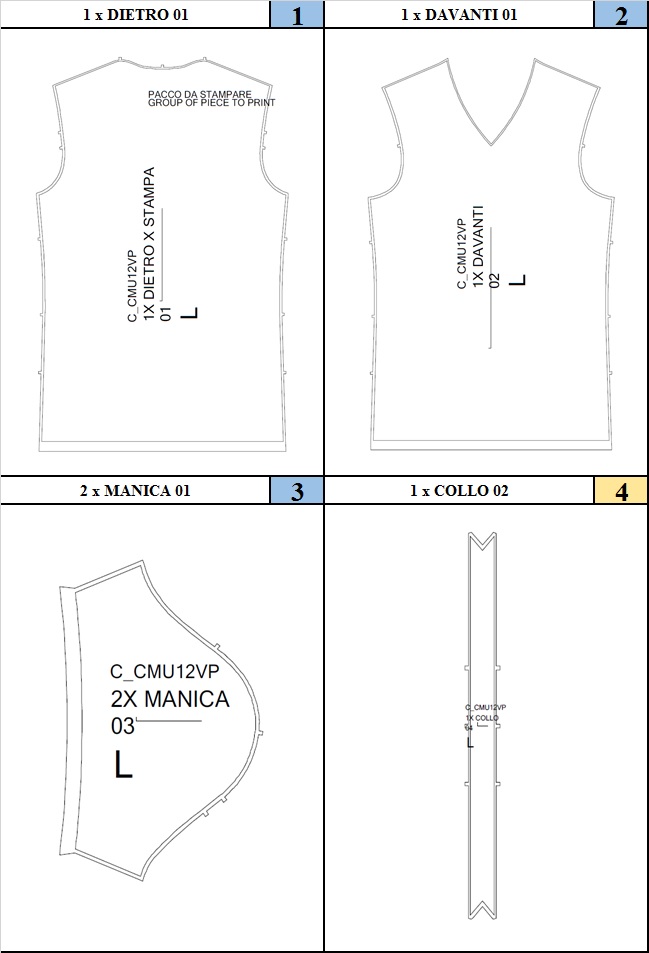 1 x DIETRO 01
1
1 x DAVANTI 01
2
PACCO DA STAMPARE
GROUP OF PIECE TO PRINT
C_CMU12VP
1X DIETRO X STAMPA
01
L
C_CMU12VP
1X DAVANTI
02
L
2 x MANICA 01
3
1 x COLLO 02
4
C_CMU12VP
2X MANICA
03
L
C_CMU12VP
1X COLLO
04
L